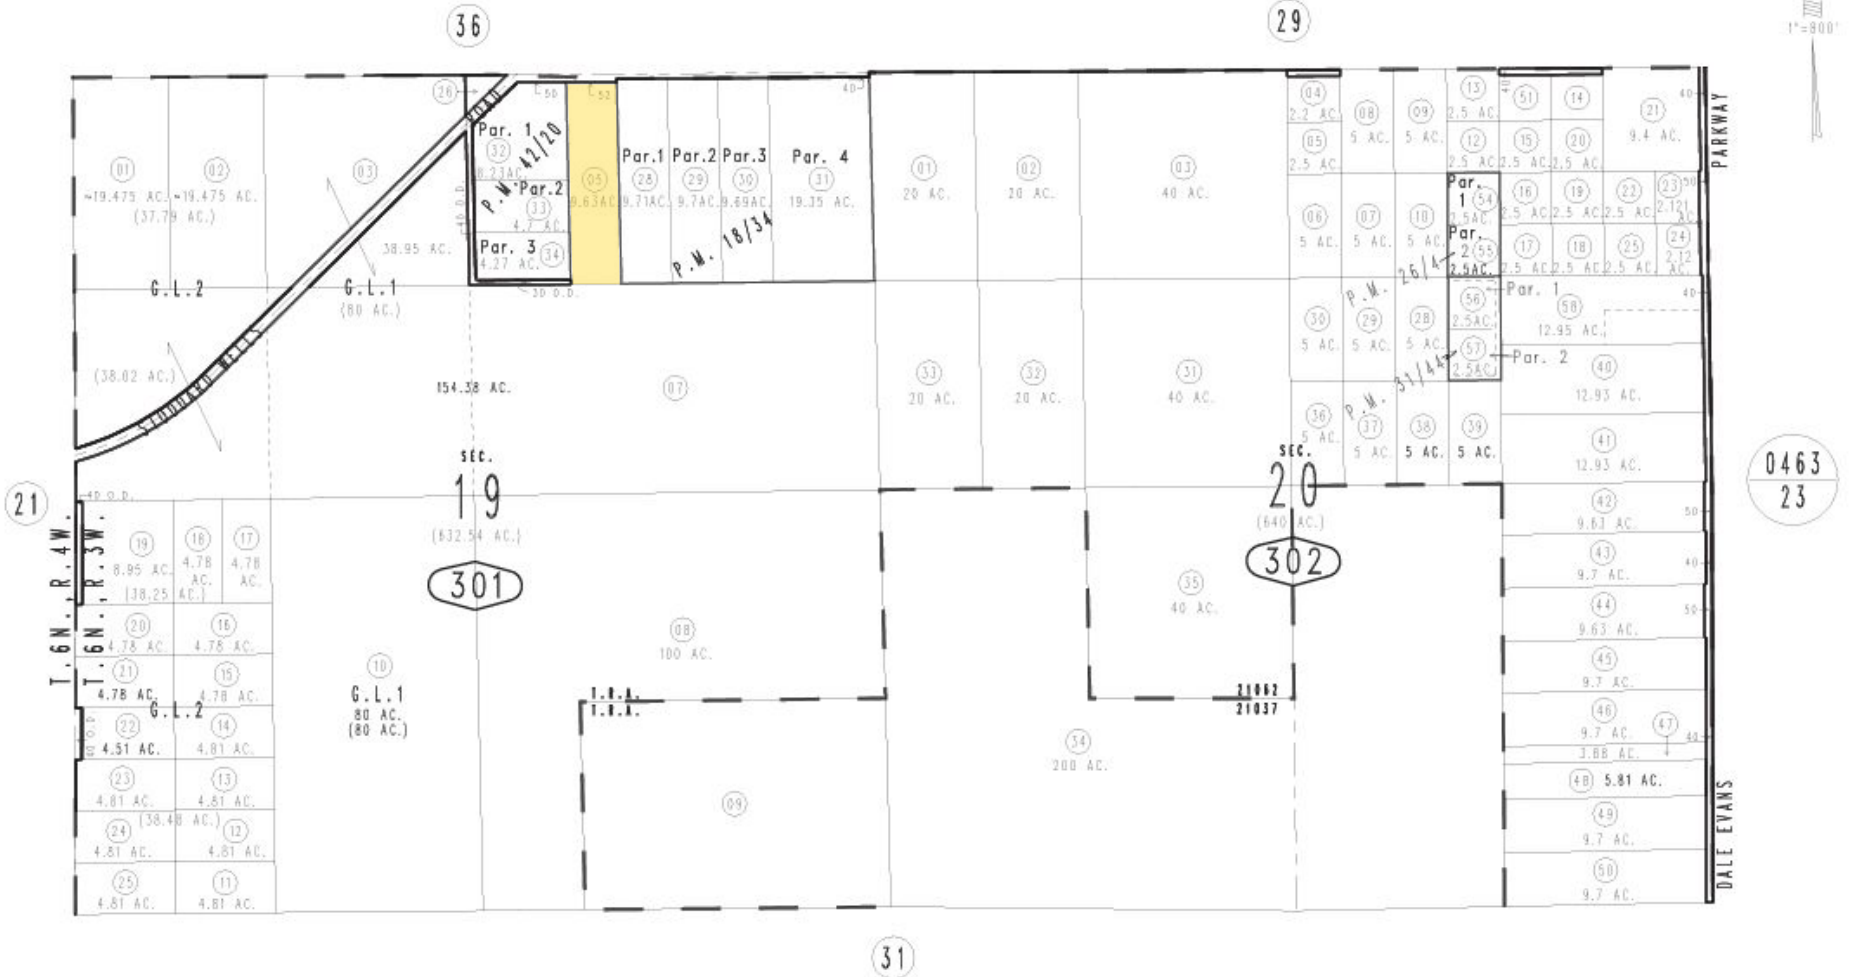 36
29
1"=800'
26
50
52
40
ROAD
Par. 1
32
8.23AC.
P.M. 42/20
Par.2
33
4.7 AC.
Par. 3
34
4.27 AC.
40 O.D.
30 O.D.
05
9.63AC.
Par.1
28
9.71AC.
Par.2
29
9.7AC.
Par.3
30
9.69AC.
Par. 4
31
19.35 AC.
P.M. 18/34
01
≈19.475 AC.
02
≈19.475 AC.
(37.79 AC.)
03
38.95 AC.
G.L.2
G.L.1
(80 AC.)
(38.02 AC.)
STODDARD WELLS
154.38 AC.
07
01
20 AC.
02
20 AC.
03
40 AC.
04
2.2 AC.
05
2.5 AC.
08
5 AC.
09
5 AC.
13
2.5 AC.
12
2.5 AC.
40
51
14
15
2.5 AC.
20
2.5 AC.
21
9.4 AC.
40
PARKWAY
06
5 AC.
07
5 AC.
10
5 AC.
Par.
1
54
2.5AC.
Par.
2
55
2.5AC.
16
2.5 AC.
19
2.5 AC.
22
2.5 AC.
23
2.121
AC.
50
17
2.5 AC.
18
2.5 AC.
25
2.5 AC.
24
2.12
AC.
P.M. 26/4
56
2.5AC.
Par. 1
57
2.5AC.
Par. 2
P.M. 31/44
58
12.95 AC.
40
30
5 AC.
29
5 AC.
28
5 AC.
33
20 AC.
32
20 AC.
31
40 AC.
36
5 AC.
37
5 AC.
38
5 AC.
39
5 AC.
40
12.93 AC.
41
12.93 AC.
0463
23
21
SEC.
19
(632.54 AC.)
301
SEC.
20
(640 AC.)
302
T.6N.,R.4W.
T.6N.,R.3W.
40 O.D.
19
8.95 AC.
18
4.78
AC.
17
4.78
AC.
(38.25 AC.)
20
4.78 AC.
16
4.78 AC.
21
4.78 AC.
15
4.78 AC.
G.L.2
40 O.D.
22
4.51 AC.
14
4.81 AC.
23
4.81 AC.
13
4.81 AC.
(38.48 AC.)
24
4.81 AC.
12
4.81 AC.
25
4.81 AC.
11
4.81 AC.
10
G.L.1
80 AC.
(80 AC.)
08
100 AC.
T.R.A.
T.R.A.
09
35
40 AC.
21062
21037
34
200 AC.
42
9.63 AC.
50
43
9.7 AC.
40
44
9.63 AC.
50
45
9.7 AC.
46
9.7 AC.
47
40
3.88 AC.
48
5.81 AC.
49
9.7 AC.
50
9.7 AC.
DALE EVANS
31